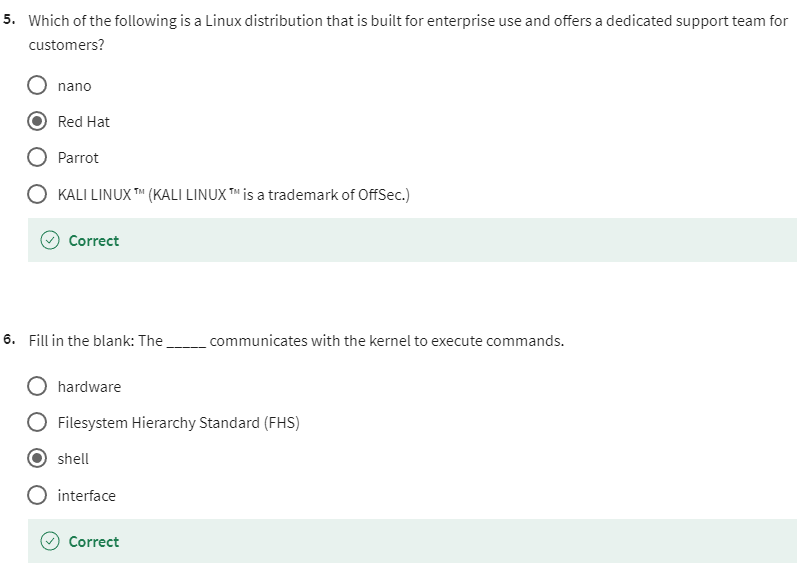 5. Which of the following is a Linux distribution that is built for enterprise use and offers a dedicated support team for
customers?
nano
Red Hat
Parrot
KALI LINUX ™ (KALI LINUX ™ is a trademark of OffSec.)
Correct
6. Fill in the blank: The _____ communicates with the kernel to execute commands.
hardware
Filesystem Hierarchy Standard (FHS)
shell
interface
Correct